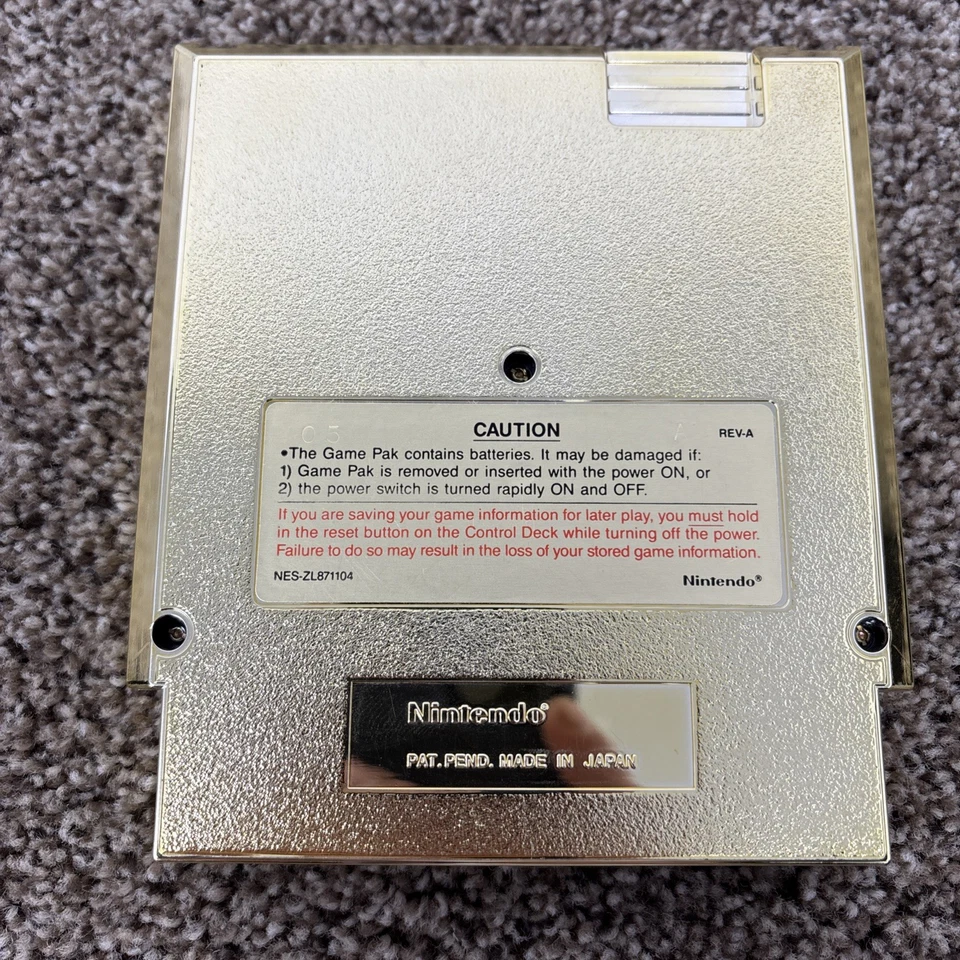 05 A
CAUTION REV-A
•The Game Pak contains batteries. It may be damaged if:
1) Game Pak is removed or inserted with the power ON, or
2) the power switch is turned rapidly ON and OFF.
If you are saving your game information for later play, you must hold
in the reset button on the Control Deck while turning off the power.
Failure to do so may result in the loss of your stored game information.
NES-ZL871104 Nintendo®
Nintendo®
PAT. PEND. MADE IN JAPAN